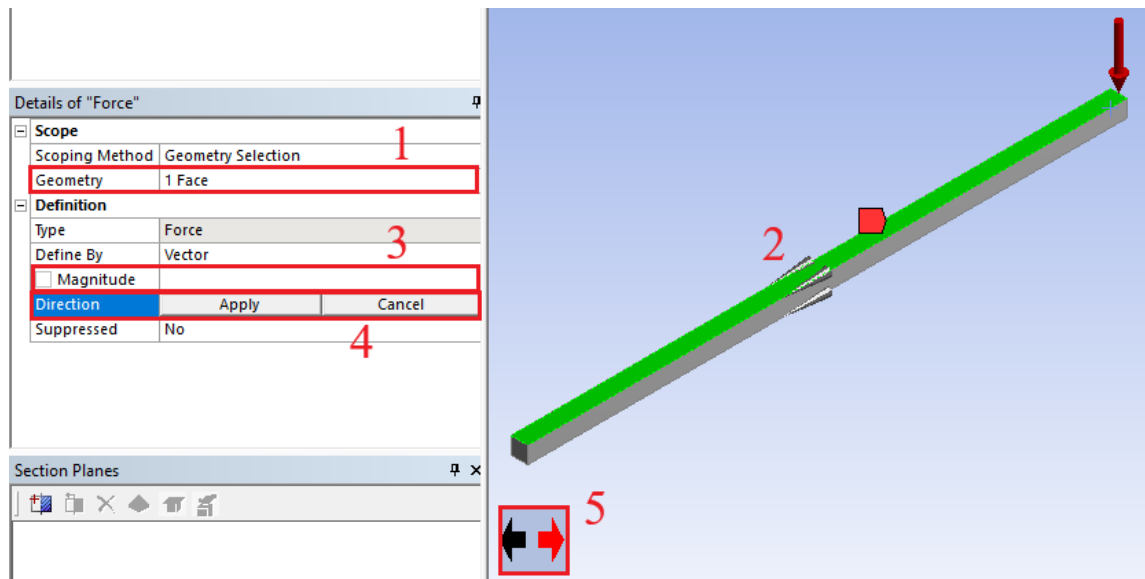 Details of "Force"
Scope
1
Scoping Method Geometry Selection
Geometry 1 Face
Definition
Type Force
3
Define By Vector
Magnitude
Direction Apply Cancel
Suppressed No
4
2
Section Planes
5